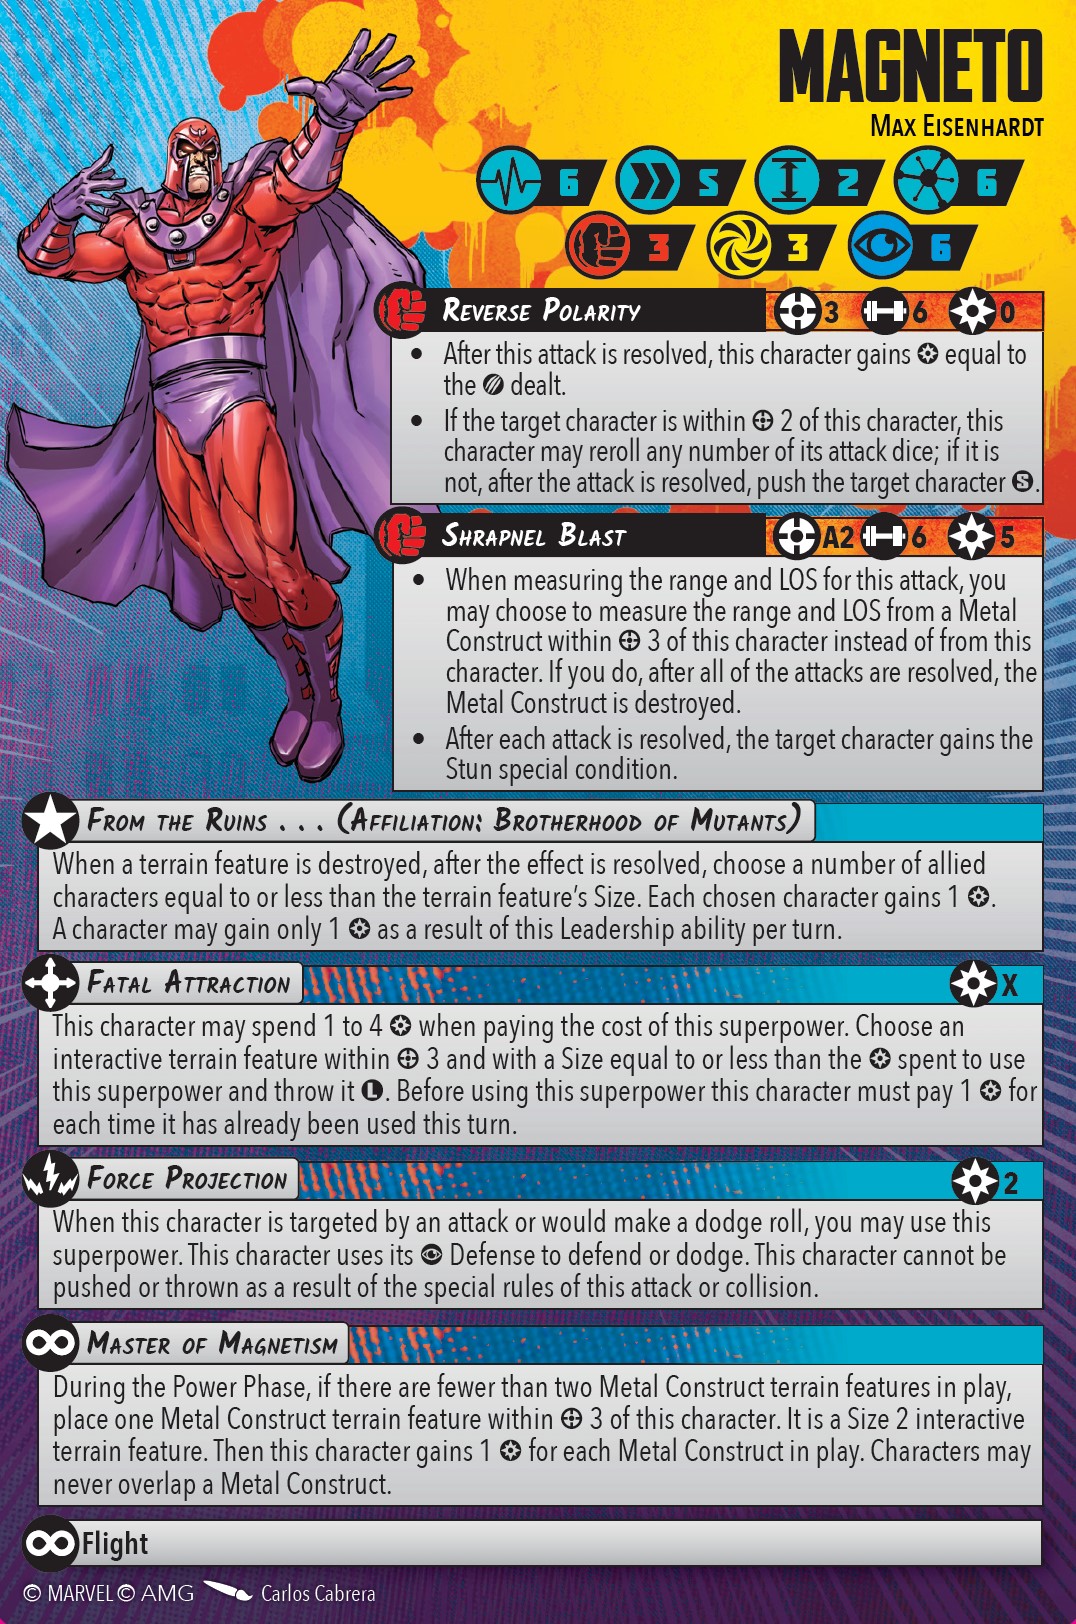 MAGNETO
Max Eisenhardt
6 S 2 6
3 3 6
Reverse Polarity 3 6 0
• After this attack is resolved, this character gains equal to
the dealt.
• If the target character is within 2 of this character, this
character may reroll any number of its attack dice; if it is
not, after the attack is resolved, push the target character S.
Shrapnel Blast A2 6 5
• When measuring the range and LOS for this attack, you
may choose to measure the range and LOS from a Metal
Construct within 3 of this character instead of from this
character. If you do, after all of the attacks are resolved, the
Metal Construct is destroyed.
• After each attack is resolved, the target character gains the
Stun special condition.
From the Ruins . . . (Affiliation: Brotherhood of Mutants)
When a terrain feature is destroyed, after the effect is resolved, choose a number of allied
characters equal to or less than the terrain feature's Size. Each chosen character gains 1 .
A character may gain only 1 as a result of this Leadership ability per turn.
Fatal Attraction X
This character may spend 1 to 4 when paying the cost of this superpower. Choose an
interactive terrain feature within 3 and with a Size equal to or less than the spent to use
this superpower and throw it L. Before using this superpower this character must pay 1 for
each time it has already been used this turn.
Force Projection 2
When this character is targeted by an attack or would make a dodge roll, you may use this
superpower. This character uses its Defense to defend or dodge. This character cannot be
pushed or thrown as a result of the special rules of this attack or collision.
Master of Magnetism
During the Power Phase, if there are fewer than two Metal Construct terrain features in play,
place one Metal Construct terrain feature within 3 of this character. It is a Size 2 interactive
terrain feature. Then this character gains 1 for each Metal Construct in play. Characters may
never overlap a Metal Construct.
Flight
© MARVEL © AMG Carlos Cabrera